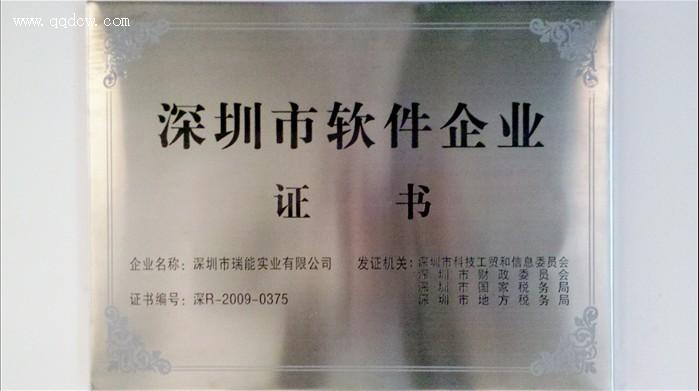 www.qqdcw.com
深圳市软件企业
证 书
企业名称：深圳市瑞能实业有限公司 发证机关：深圳市科技工贸和信息委员会
深圳市财政委员会
深圳市国家税务局
证书编号：深R-2009-0375 深圳市地方税务局